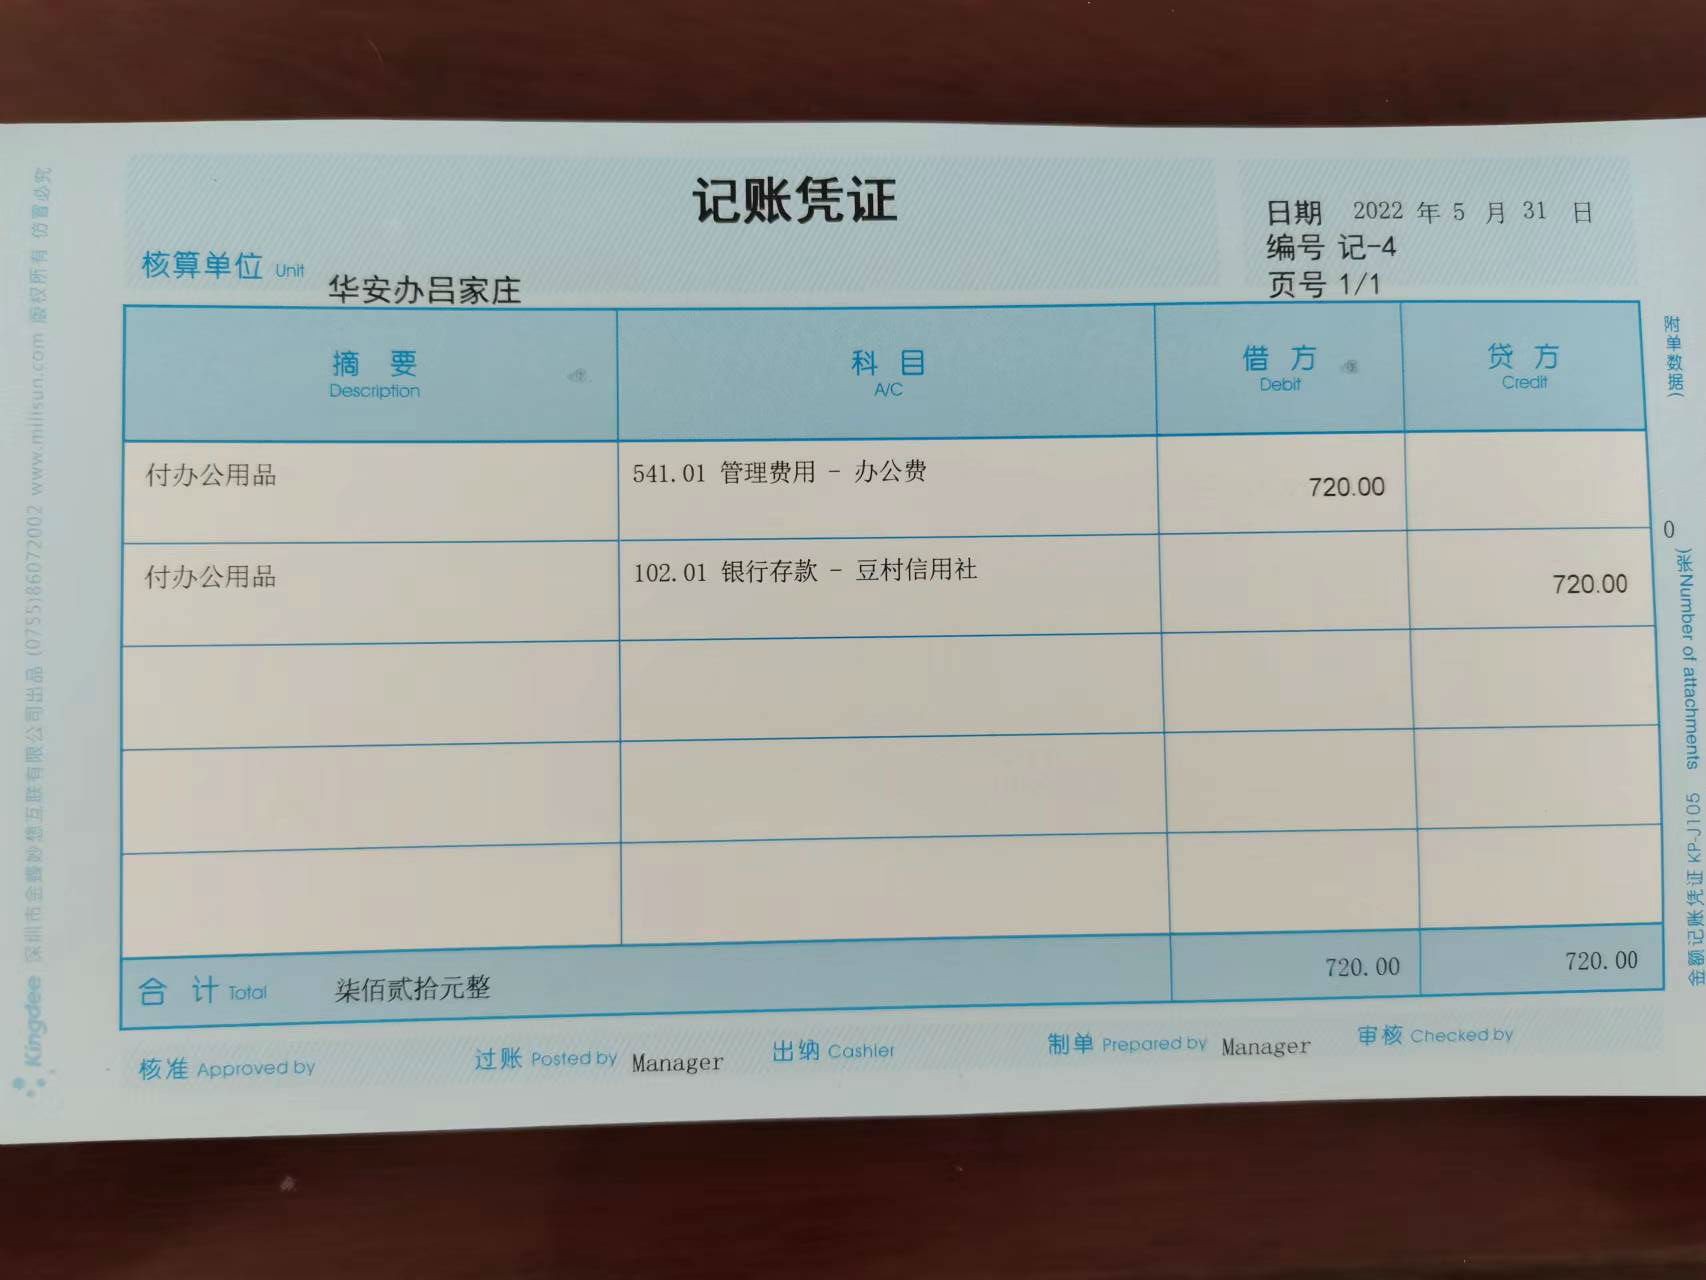 记账凭证
日期 2022 年 5 月 31 日
编号 记-4
页号 1/1
核算单位 Unit 华安办吕家庄
摘 要 科 目 借 方 贷 方
Description A/C Debit Credit
付办公用品 541.01 管理费用 - 办公费 720.00
付办公用品 102.01 银行存款 - 豆村信用社 720.00
合 计 Total 柒佰贰拾元整 720.00 720.00
核准 Approved by 过账 Posted by Manager 出纳 Cashier 制单 Prepared by Manager 审核 Checked by
附单数据( 0 )张 Number of attachments 金额记账凭证 KP-J105
Kingdee 深圳市金蝶妙想互联有限公司出品 (0755)86072002 www.milisun.com 版权所有 仿冒必究